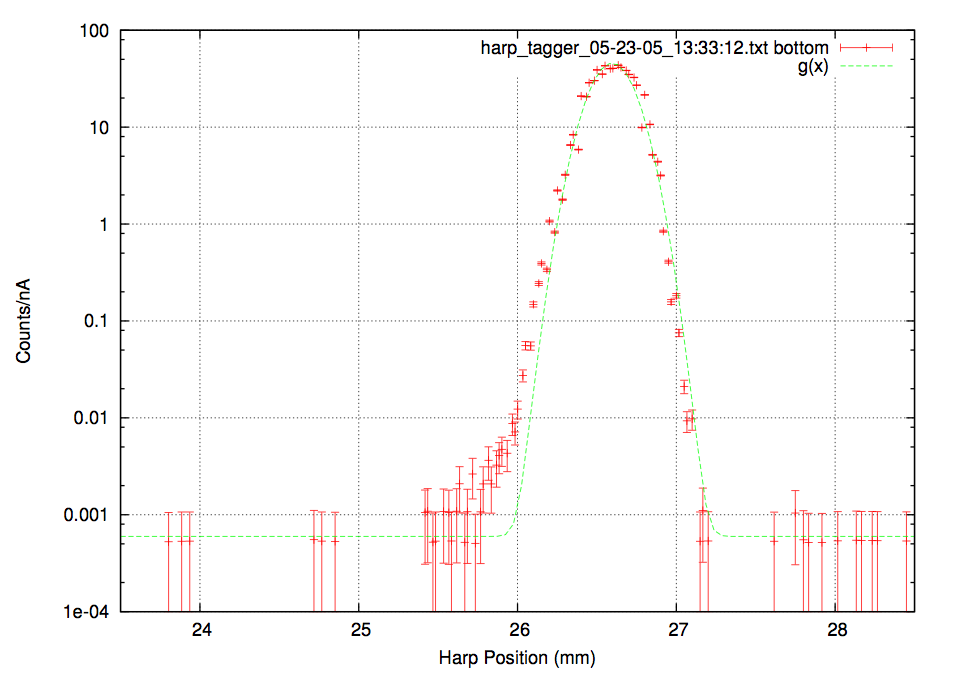 harp_tagger_05-23-05_13:33:12.txt bottom
g(x)
100
10
1
0.1
0.01
0.001
1e-04
Counts/nA
24 25 26 27 28
Harp Position (mm)